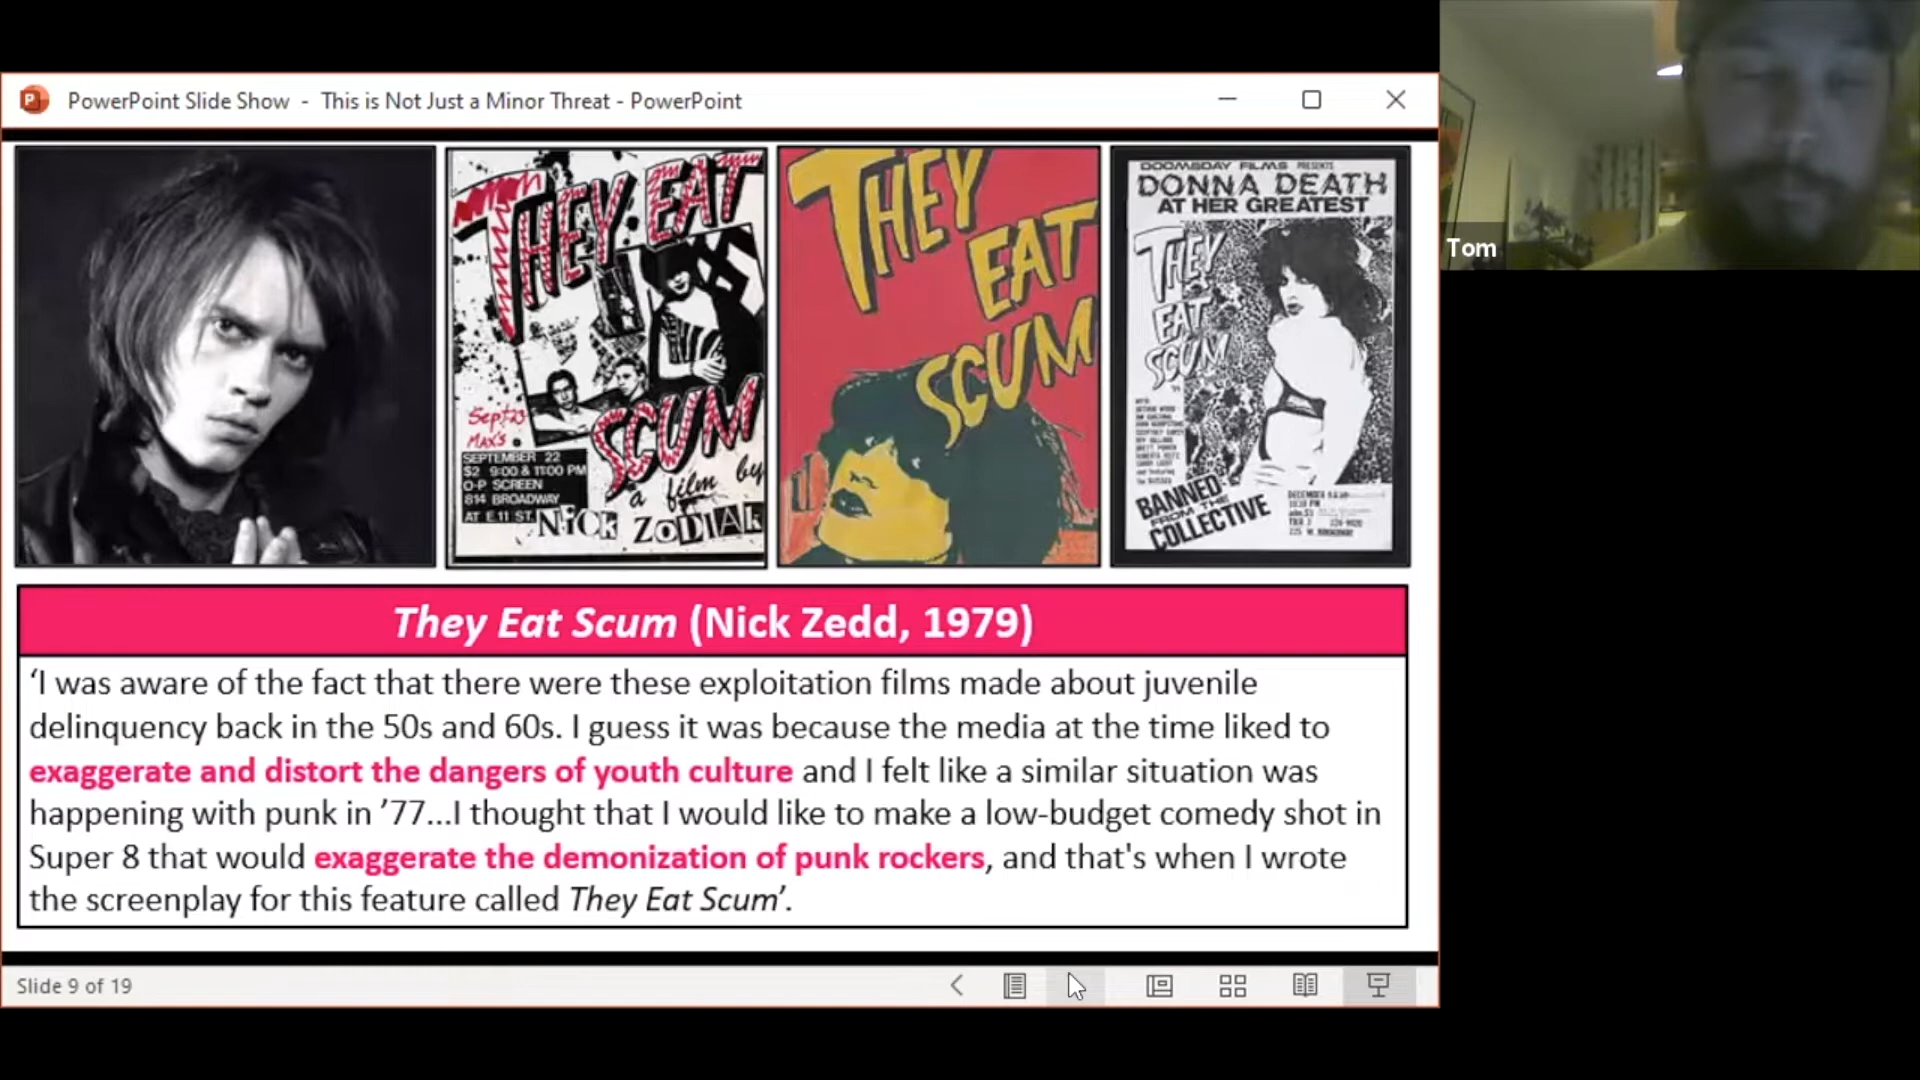 PowerPoint Slide Show - This is Not Just a Minor Threat - PowerPoint
THEY EAT
SCUM
Sept 23
MAX'S
SEPTEMBER 22
$2 9:00 & 11:00 PM
O-P SCREEN
814 BROADWAY
AT E 11 ST.
a film by
NiCk ZoDIAk
THEY
EAT
SCUM
DOOMSDAY FILMS PRESENTS
DONNA DEATH
AT HER GREATEST
THEY
EAT
SCUM
BANNED
FROM THE
COLLECTIVE
Tom
They Eat Scum (Nick Zedd, 1979)
‘I was aware of the fact that there were these exploitation films made about juvenile
delinquency back in the 50s and 60s. I guess it was because the media at the time liked to
exaggerate and distort the dangers of youth culture and I felt like a similar situation was
happening with punk in ’77...I thought that I would like to make a low-budget comedy shot in
Super 8 that would exaggerate the demonization of punk rockers, and that's when I wrote
the screenplay for this feature called They Eat Scum’.
Slide 9 of 19